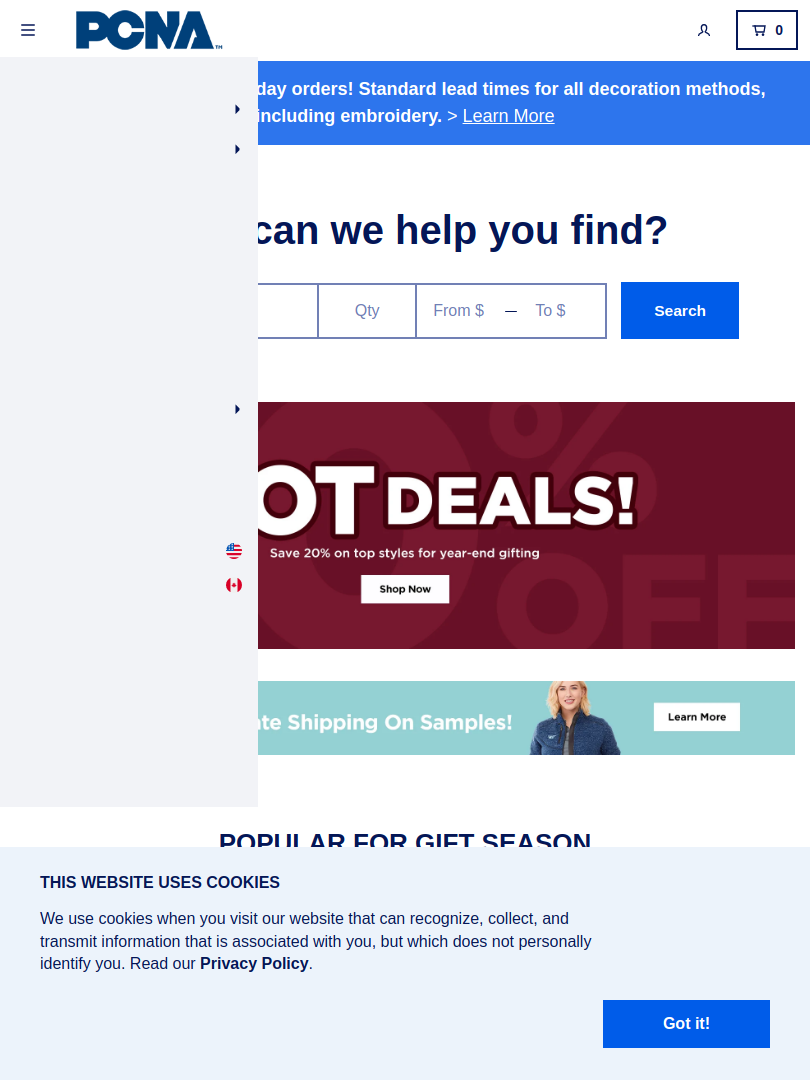 PCNA™
0
day orders! Standard lead times for all decoration methods,
including embroidery. > Learn More
can we help you find?
Qty
From $ — To $
Search
OT DEALS!
Save 20% on top styles for year-end gifting
Shop Now
0% OFF
te Shipping On Samples!
Learn More
POPULAR FOR GIFT SEASON
THIS WEBSITE USES COOKIES
We use cookies when you visit our website that can recognize, collect, and
transmit information that is associated with you, but which does not personally
identify you. Read our Privacy Policy.
Got it!